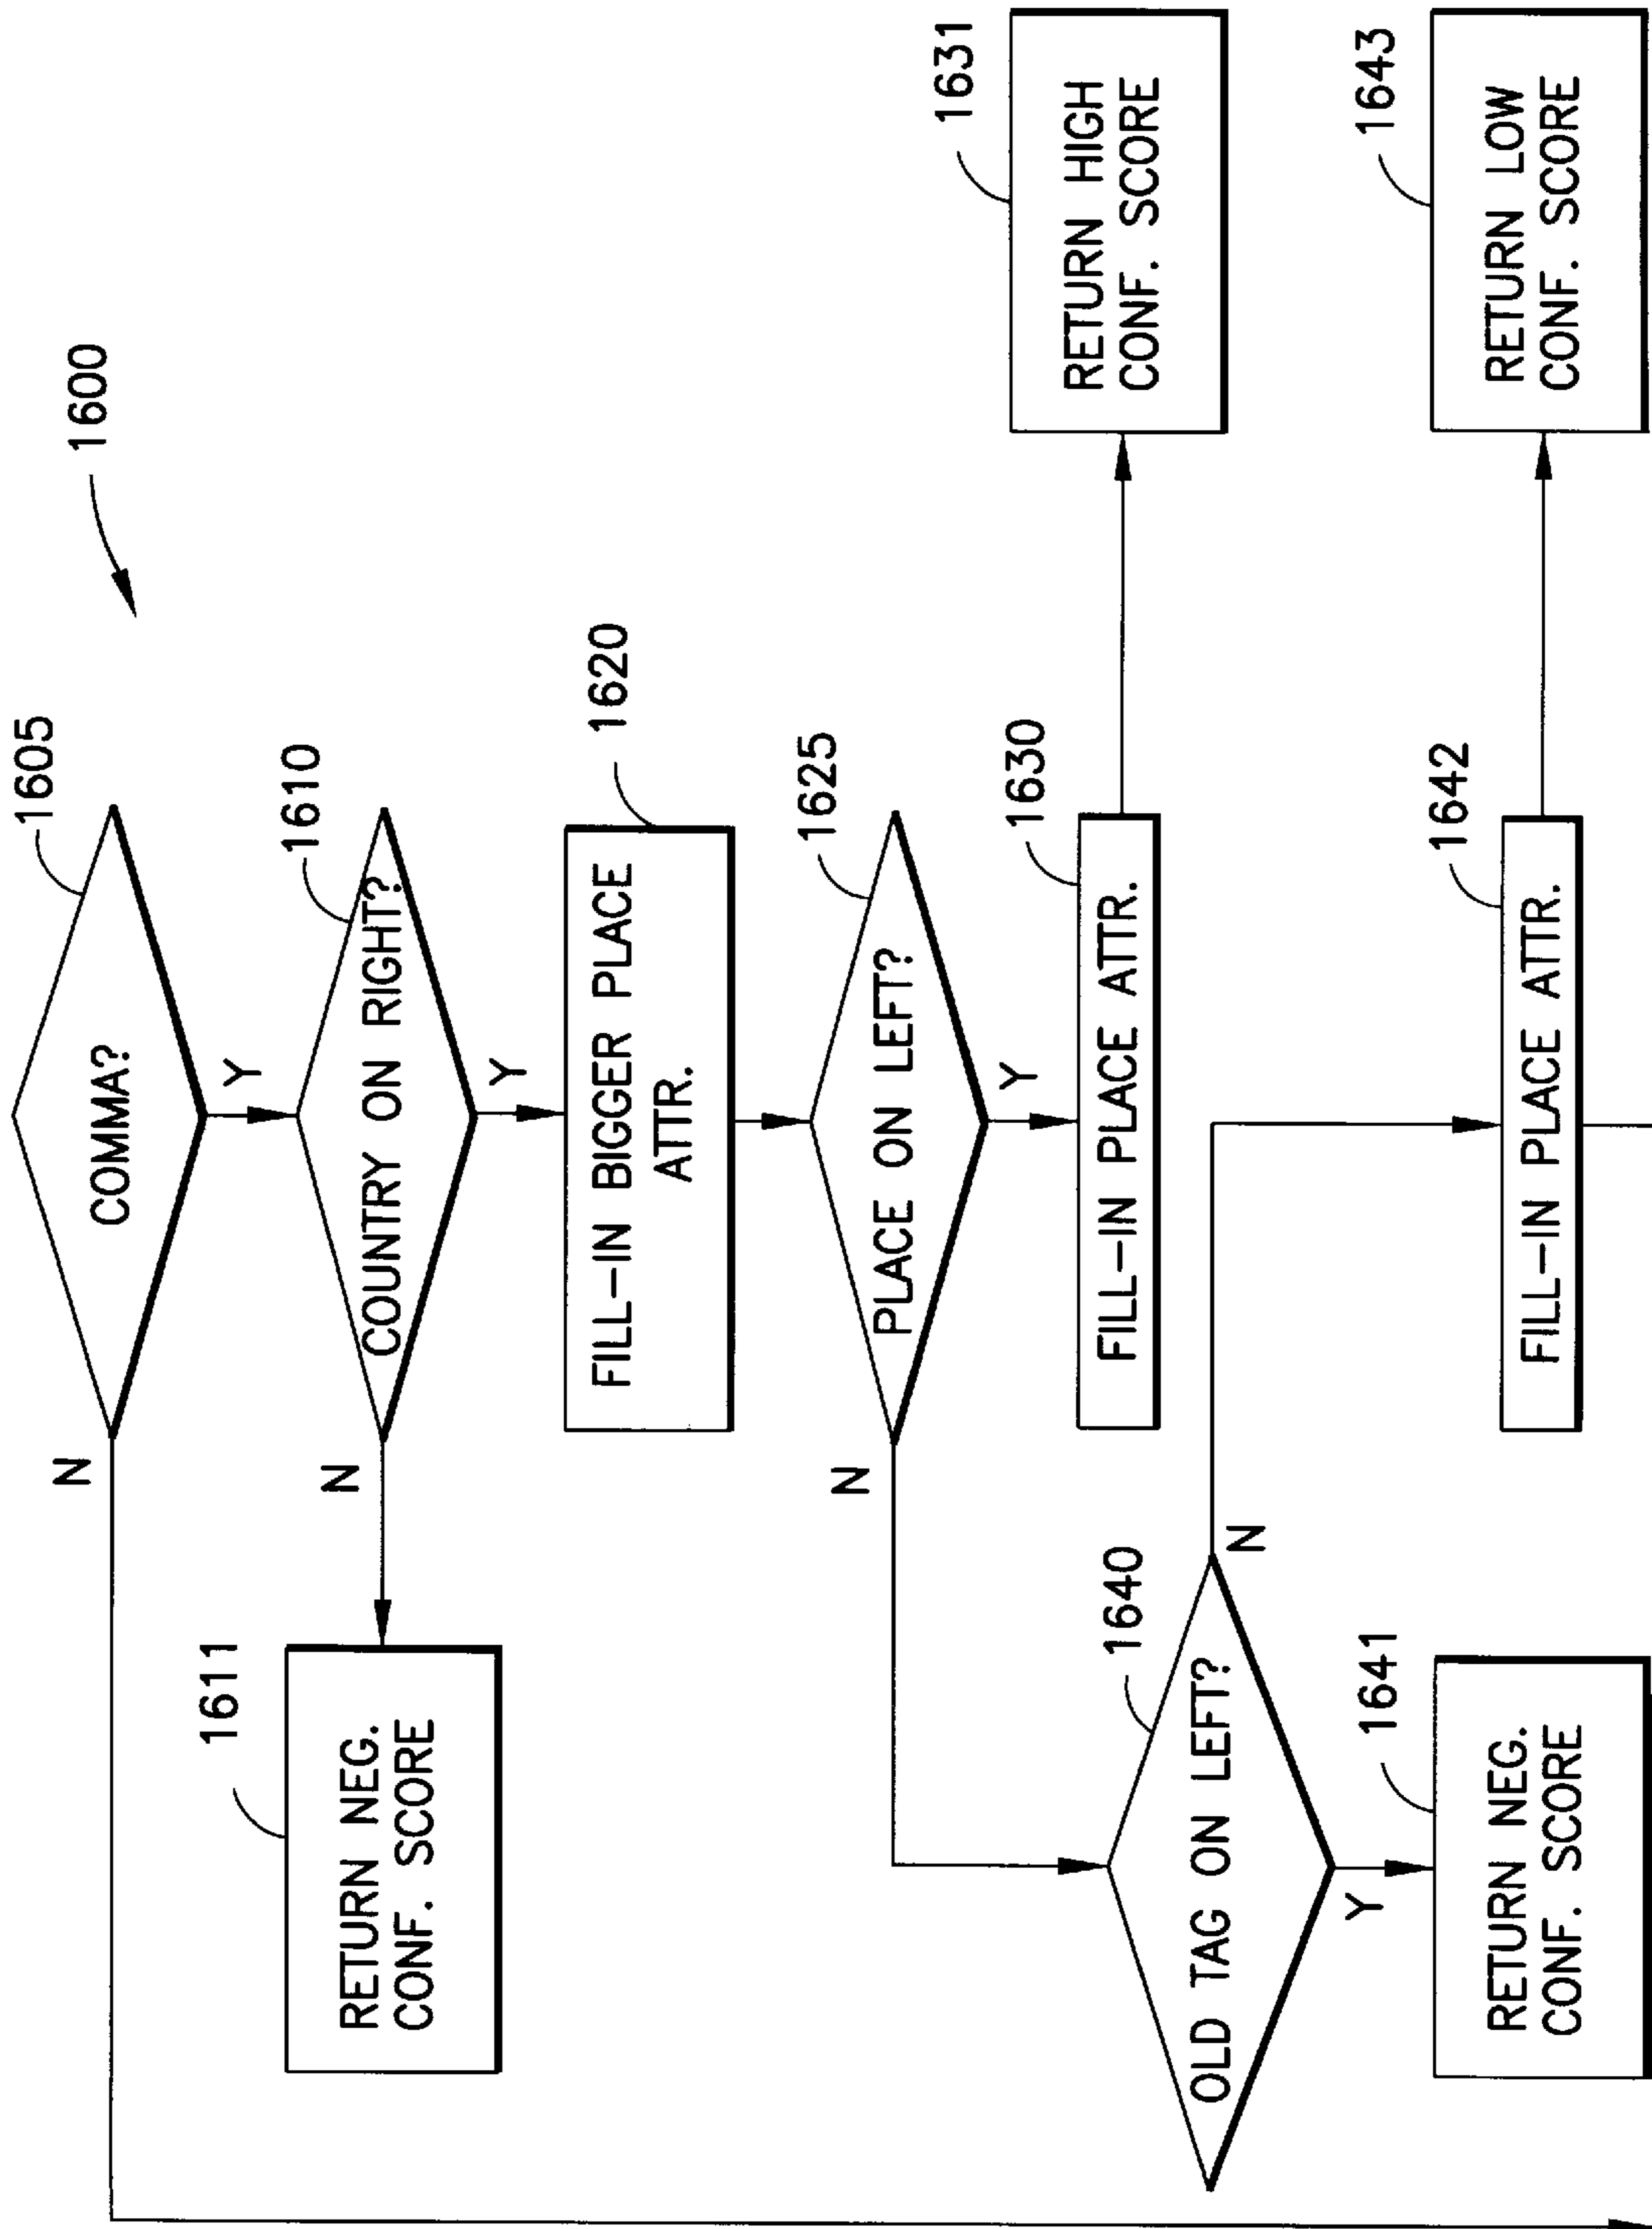 1600
COMMA?
1605
N
Y
COUNTRY ON RIGHT?
1610
N
Y
1611
RETURN NEG.
CONF. SCORE
FILL-IN BIGGER PLACE
ATTR.
1620
PLACE ON LEFT?
1625
N
Y
FILL-IN PLACE ATTR.
1630
RETURN HIGH
CONF. SCORE
1631
OLD TAG ON LEFT?
1640
N
Y
RETURN NEG.
CONF. SCORE
1641
FILL-IN PLACE ATTR.
1642
RETURN LOW
CONF. SCORE
1643